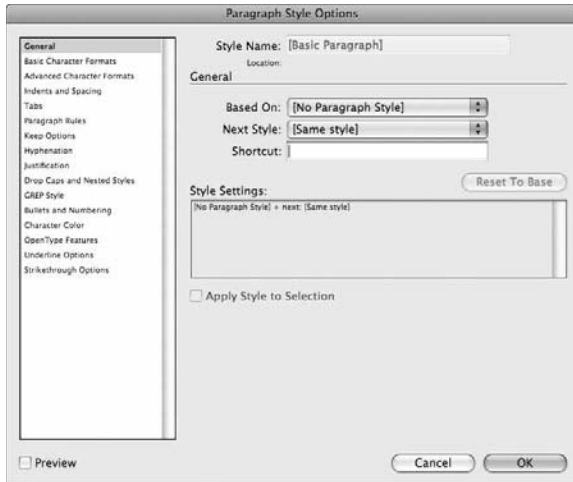 Paragraph Style Options
General
Basic Character Formats
Advanced Character Formats
Indents and Spacing
Tabs
Paragraph Rules
Keep Options
Hyphenation
Justification
Drop Caps and Nested Styles
GREP Style
Bullets and Numbering
Character Color
OpenType Features
Underline Options
Strikethrough Options
Style Name: [Basic Paragraph]
Location:
General
Based On: [No Paragraph Style]
Next Style: [Same style]
Shortcut:
Reset To Base
Style Settings:
[No Paragraph Style] + next: [Same style]
Apply Style to Selection
Preview
Cancel
OK